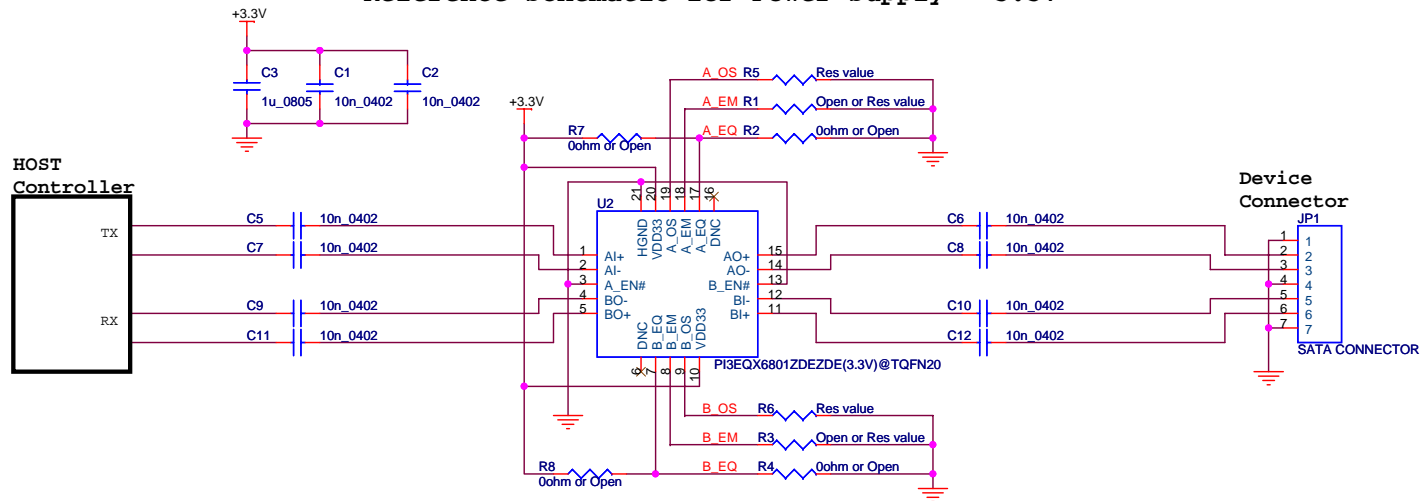 +3.3V
C3
C1
C2
1u_0805
10n_0402
10n_0402
+3.3V
A_OS R5 Res value
A_EM R1 Open or Res value
R7
A_EQ R2 0ohm or Open
0ohm or Open
HOST
Controller
TX
RX
C5 10n_0402
C7 10n_0402
C9 10n_0402
C11 10n_0402
U2
21 20 19 18 17 16
HGND VDD33 A_OS A_EM A_EQ DNC
1 AI+
2 AI-
3 A_EN#
4 BO-
5 BO+
AO+ 15
AO- 14
B_EN# 13
BI- 12
BI+ 11
DNC B_EQ B_EM B_OS VDD33
6 7 8 9 10
PI3EQX6801ZDEZDE(3.3V)@TQFN20
C6 10n_0402
C8 10n_0402
C10 10n_0402
C12 10n_0402
Device
Connector
JP1
1 1
2 2
3 3
4 4
5 5
6 6
7 7
SATA CONNECTOR
B_OS R6 Res value
B_EM R3 Open or Res value
R8
B_EQ R4 0ohm or Open
0ohm or Open